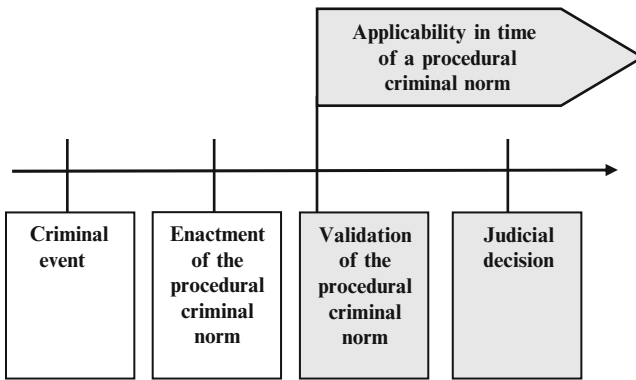 Applicability in time
of a procedural
criminal norm
Criminal
event
Enactment
of the
procedural
criminal
norm
Validation
of the
procedural
criminal
norm
Judicial
decision